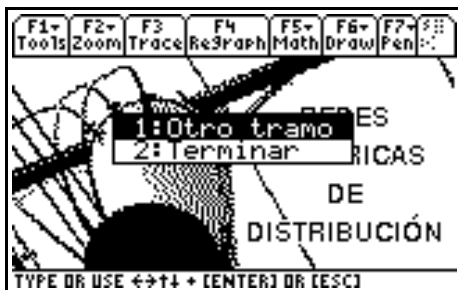 F1 F2 F3 F4 F5 F6 F7
Tools Zoom Trace ReGraph Math Draw Pen
1:Otro tramo
2:Terminar
ES
RICAS
DE
DISTRIBUCIÓN
TYPE OR USE ←→↑↓ + [ENTER] OR [ESC]